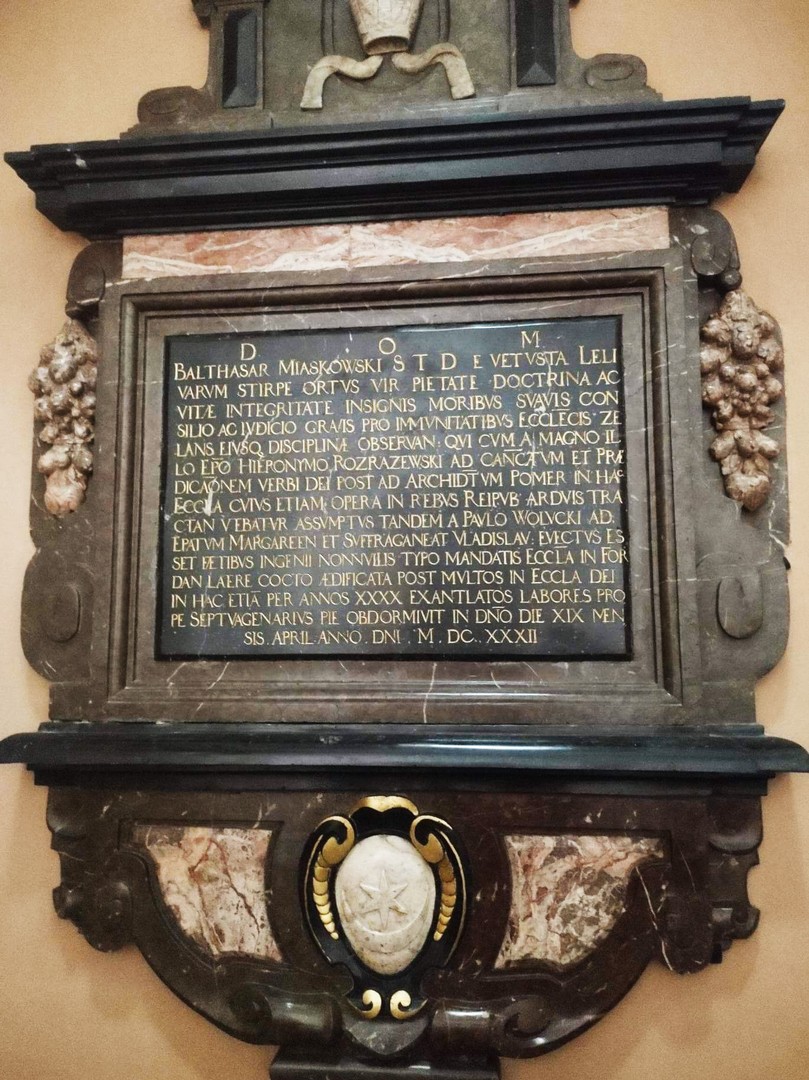 D O M
BALTHASAR MIASKOWSKI S T D E VETVSTA LELI
VARVM STIRPE ORTVS VIR PIETATE DOCTRINA AC
VITÆ INTEGRITATE INSIGNIS MORIBVS SVAVIS CON
SILIO AC IVDICIO GRAVIS PRO IMMVNITATIBVS ECCLECIS ZE
LANS EIVSQ DISCIPLINÆ OBSERVAN: QVI CVM A MAGNO IL
LO EPO HIERONYMO ROZRAZEWSKI AD CANCTVM ET PRÆ
DICAONEM VERBI DEI POST AD ARCHIDTVM POMER IN HAC
ECCLA CVIVS ETIAM OPERA IN REBVS REIPVB: ARDVIS TRA
CTAN VEBATVR ASSVMPTVS TANDEM A PAVLO WOLVCKI AD
EPATVM MARGAREEN ET SVFFRAGANEAT VLADISLAV: EVECTVS ES
SET FÆTIBVS INGENII NONNVLIS TYPO MANDATIS ECCLA IN FOR
DAN LAERE COCTO ÆDIFICATA POST MVLTOS IN ECCLA DEI
IN HAC ETIĀ PER ANNOS XXXX EXANTLATOS LABORES PRO
PE SEPTVAGENARIVS PIE OBDORMIVIT IN DNO DIE XIX MEN
SIS . APRIL. ANNO . DNI . M . DC . XXXII